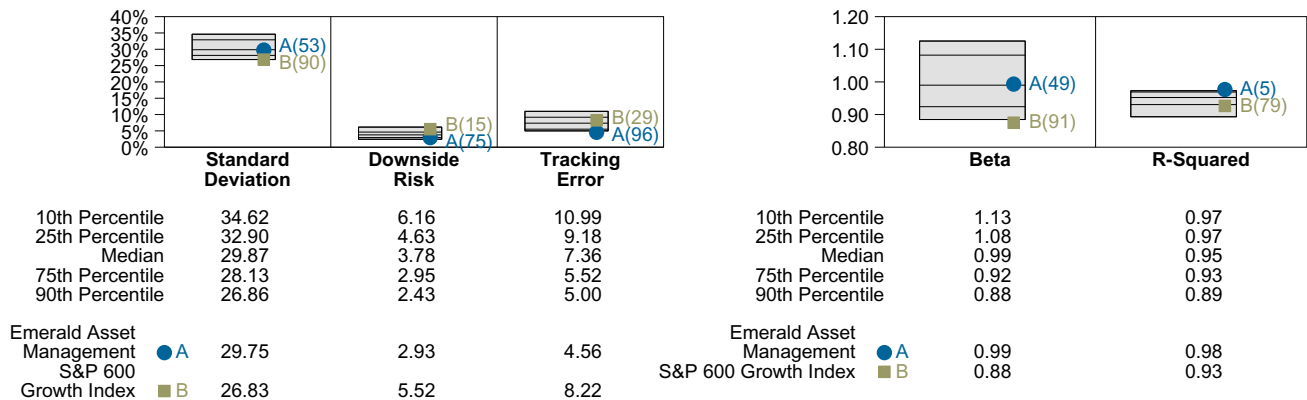 40%
35%
30%
25%
20%
15%
10%
5%
0%
A(53)
B(90)
B(15)
A(75)
B(29)
A(96)
Standard
Deviation
Downside
Risk
Tracking
Error
10th Percentile 34.62 6.16 10.99
25th Percentile 32.90 4.63 9.18
Median 29.87 3.78 7.36
75th Percentile 28.13 2.95 5.52
90th Percentile 26.86 2.43 5.00
Emerald Asset
Management A 29.75 2.93 4.56
S&P 600
Growth Index B 26.83 5.52 8.22
1.20
1.10
1.00
0.90
0.80
A(49)
B(91)
A(5)
B(79)
Beta
R-Squared
10th Percentile 1.13 0.97
25th Percentile 1.08 0.97
Median 0.99 0.95
75th Percentile 0.92 0.93
90th Percentile 0.88 0.89
Emerald Asset
Management A 0.99 0.98
S&P 600 Growth Index B 0.88 0.93